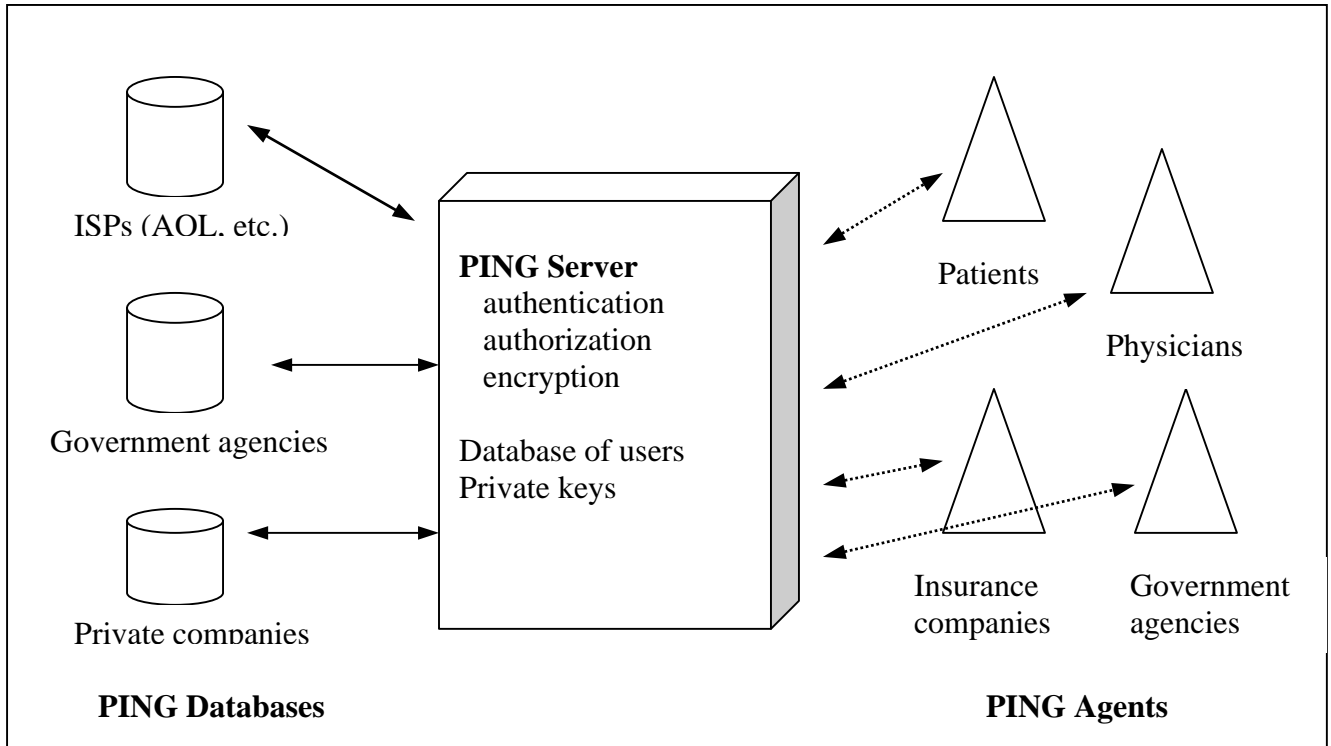 ISPs (AOL, etc.)
Government agencies
Private companies
PING Databases
PING Server
authentication
authorization
encryption
Database of users
Private keys
Patients
Physicians
Insurance
companies
Government
agencies
PING Agents